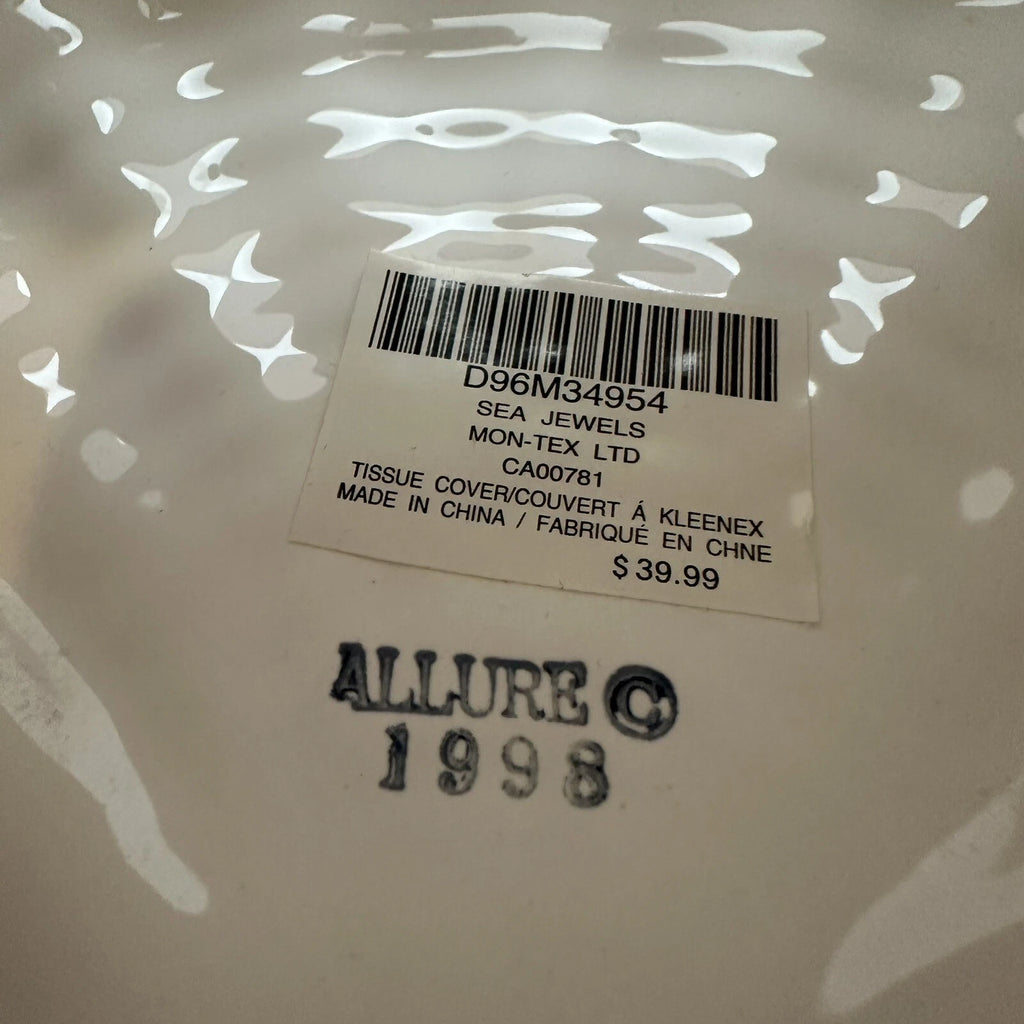 D96M34954
SEA JEWELS
MON-TEX LTD
CA00781
TISSUE COVER/COUVERT Á KLEENEX
MADE IN CHINA / FABRIQUÉ EN CHNE
$39.99
ALLURE ©
1998